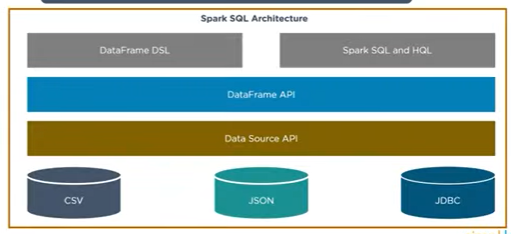 Spark SQL Architecture
DataFrame DSL
Spark SQL and HQL
DataFrame API
Data Source API
CSV
JSON
JDBC